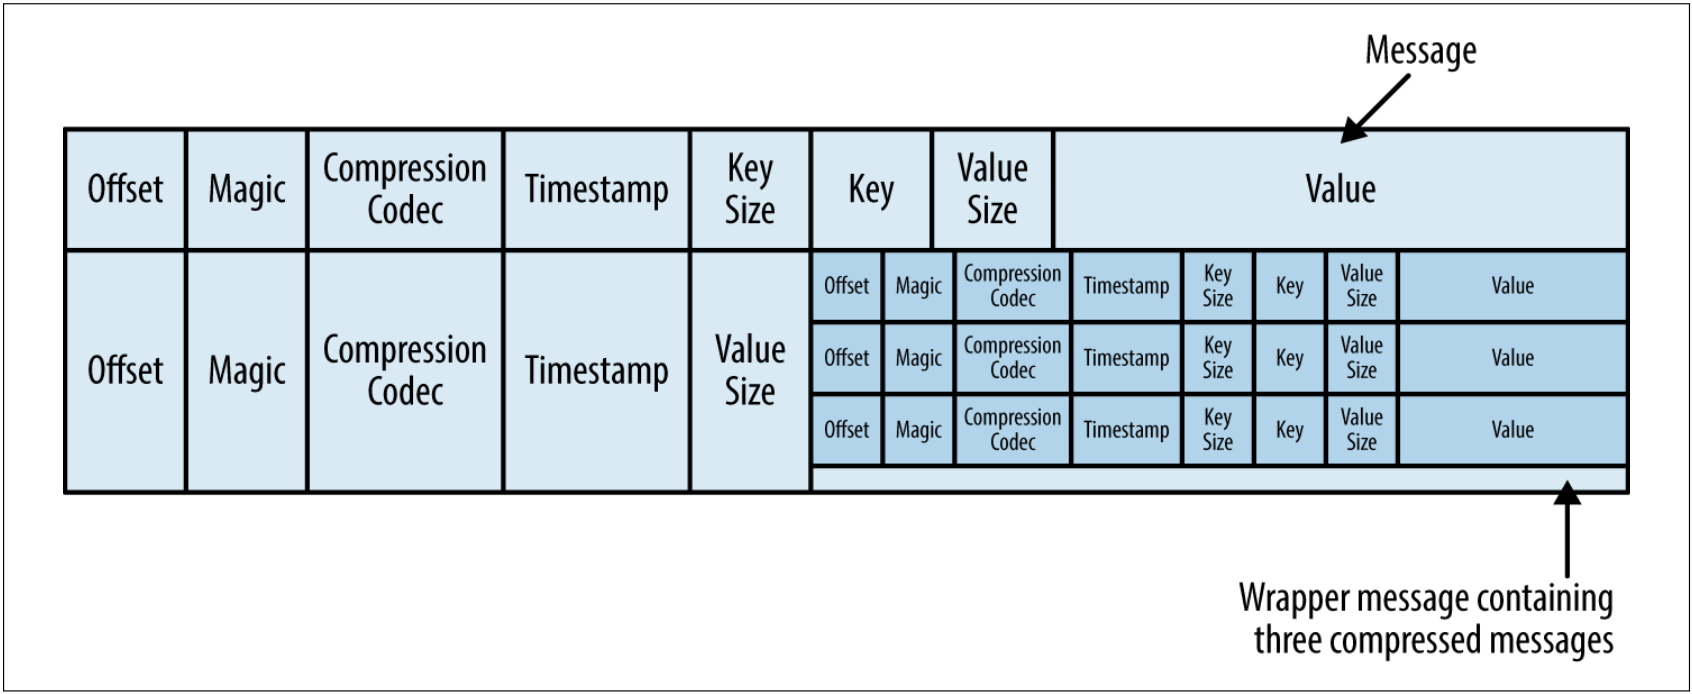 Message
Offset
Magic
Compression
Codec
Timestamp
Key
Size
Key
Value
Size
Value
Offset
Magic
Compression
Codec
Timestamp
Value
Size
Offset
Magic
Compression
Codec
Timestamp
Key
Size
Key
Value
Size
Value
Offset
Magic
Compression
Codec
Timestamp
Key
Size
Key
Value
Size
Value
Offset
Magic
Compression
Codec
Timestamp
Key
Size
Key
Value
Size
Value
Wrapper message containing
three compressed messages